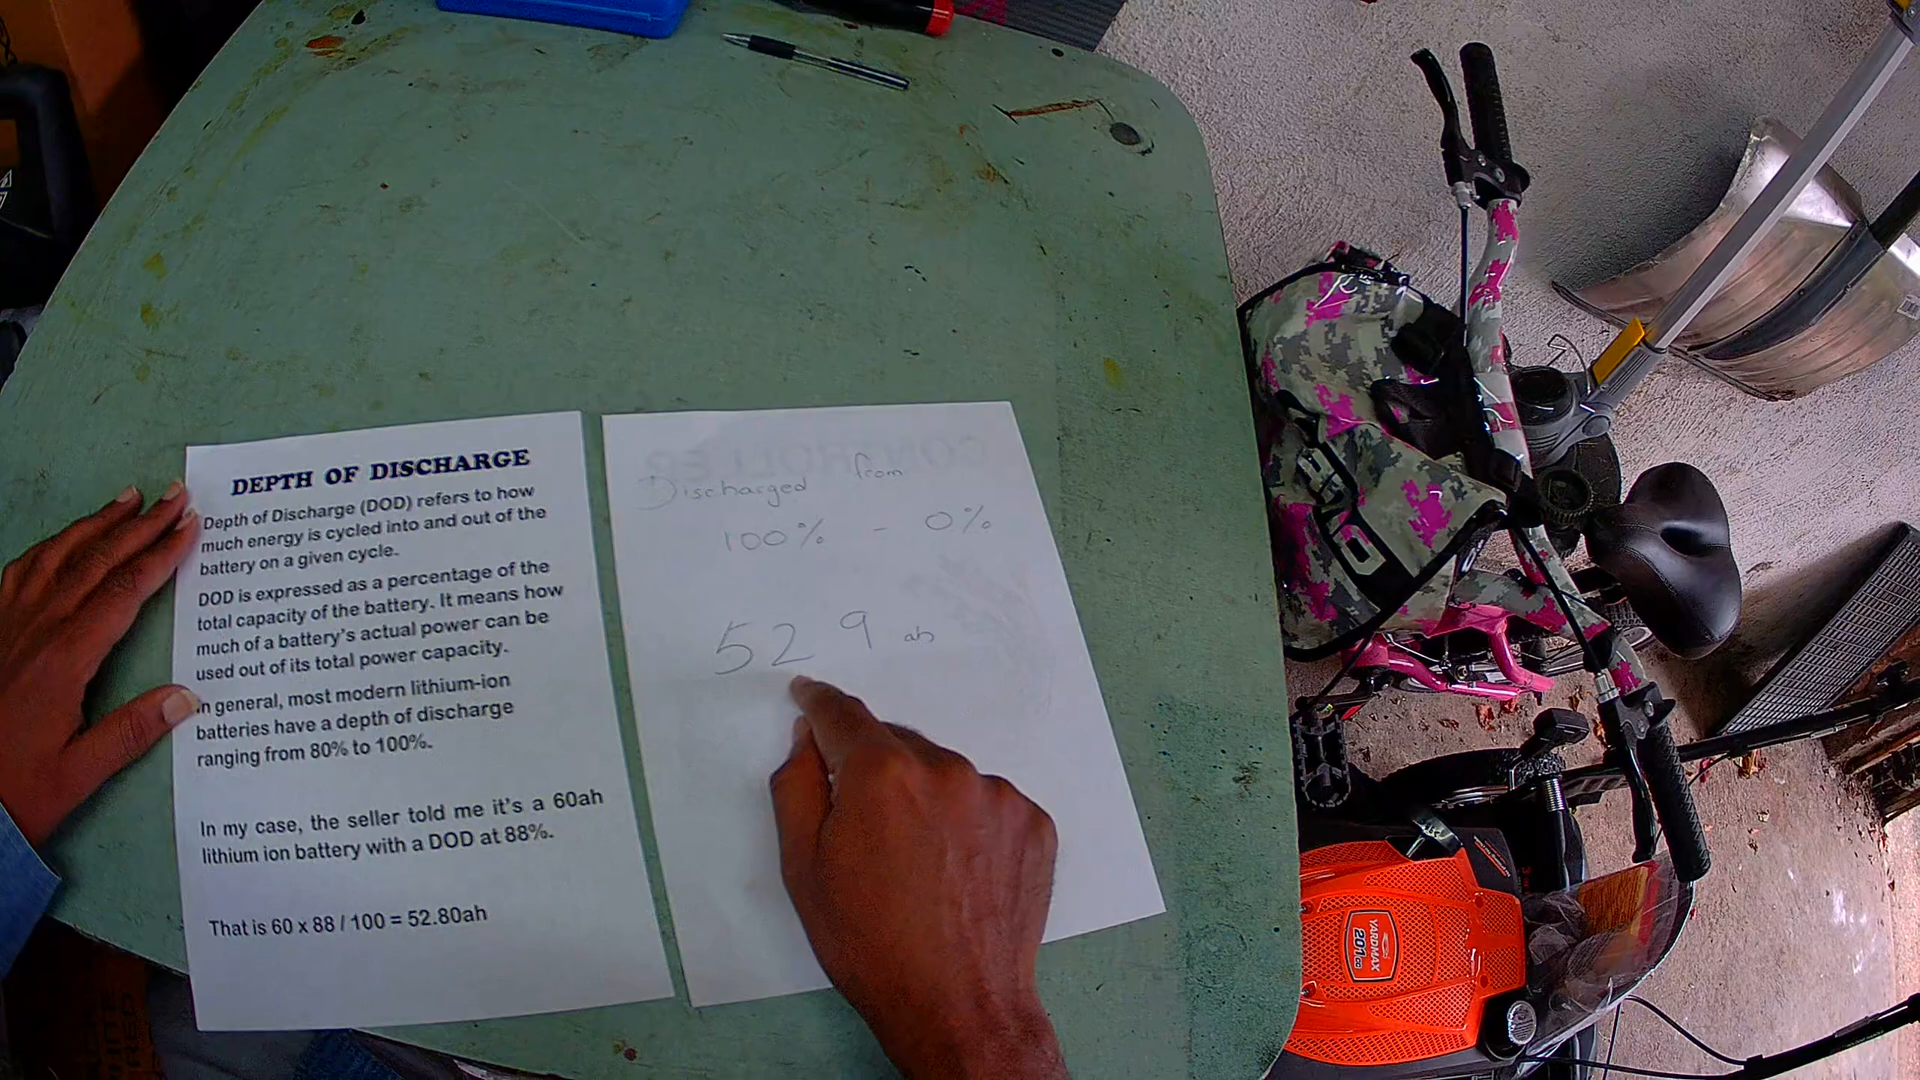 DEPTH OF DISCHARGE
Depth of Discharge (DOD) refers to how
much energy is cycled into and out of the
battery on a given cycle.
DOD is expressed as a percentage of the
total capacity of the battery. It means how
much of a battery's actual power can be
used out of its total power capacity.
In general, most modern lithium-ion
batteries have a depth of discharge
ranging from 80% to 100%.
In my case, the seller told me it's a 60ah
lithium ion battery with a DOD at 88%.
That is 60 x 88 / 100 = 52.80ah
CONTROLLER
Discharged from
100% - 0%
529 ah
YARDMAX
201cc